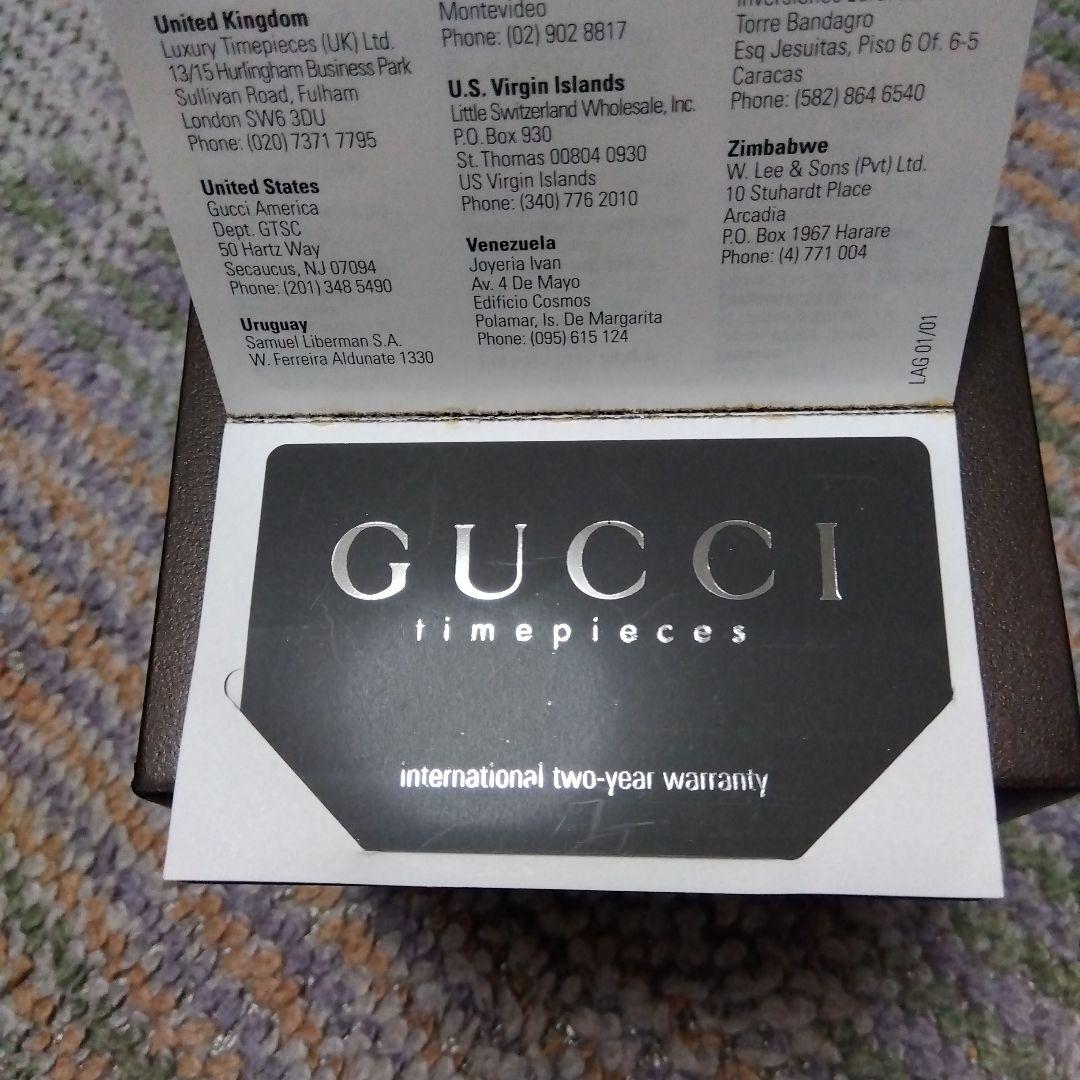 United Kingdom
Luxury Timepieces (UK) Ltd.
13/15 Hurlingham Business Park
Sullivan Road, Fulham
London SW6 3DU
Phone: (020) 7371 7795
United States
Gucci America
Dept. GTSC
50 Hartz Way
Secaucus, NJ 07094
Phone: (201) 348 5490
Uruguay
Samuel Liberman S.A.
W. Ferreira Aldunate 1330
Montevideo
Phone: (02) 902 8817
U.S. Virgin Islands
Little Switzerland Wholesale, Inc.
P.O. Box 930
St. Thomas 00804 0930
US Virgin Islands
Phone: (340) 776 2010
Venezuela
Joyeria Ivan
Av. 4 De Mayo
Edificio Cosmos
Polamar, Is. De Margarita
Phone: (095) 615 124
Torre Bandagro
Esq Jesuitas, Piso 6 Of. 6-5
Caracas
Phone: (582) 864 6540
Zimbabwe
W. Lee & Sons (Pvt) Ltd.
10 Stuhardt Place
Arcadia
P.O. Box 1967 Harare
Phone: (4) 771 004
LAG 01/01
GUCCI
timepieces
international two-year warranty